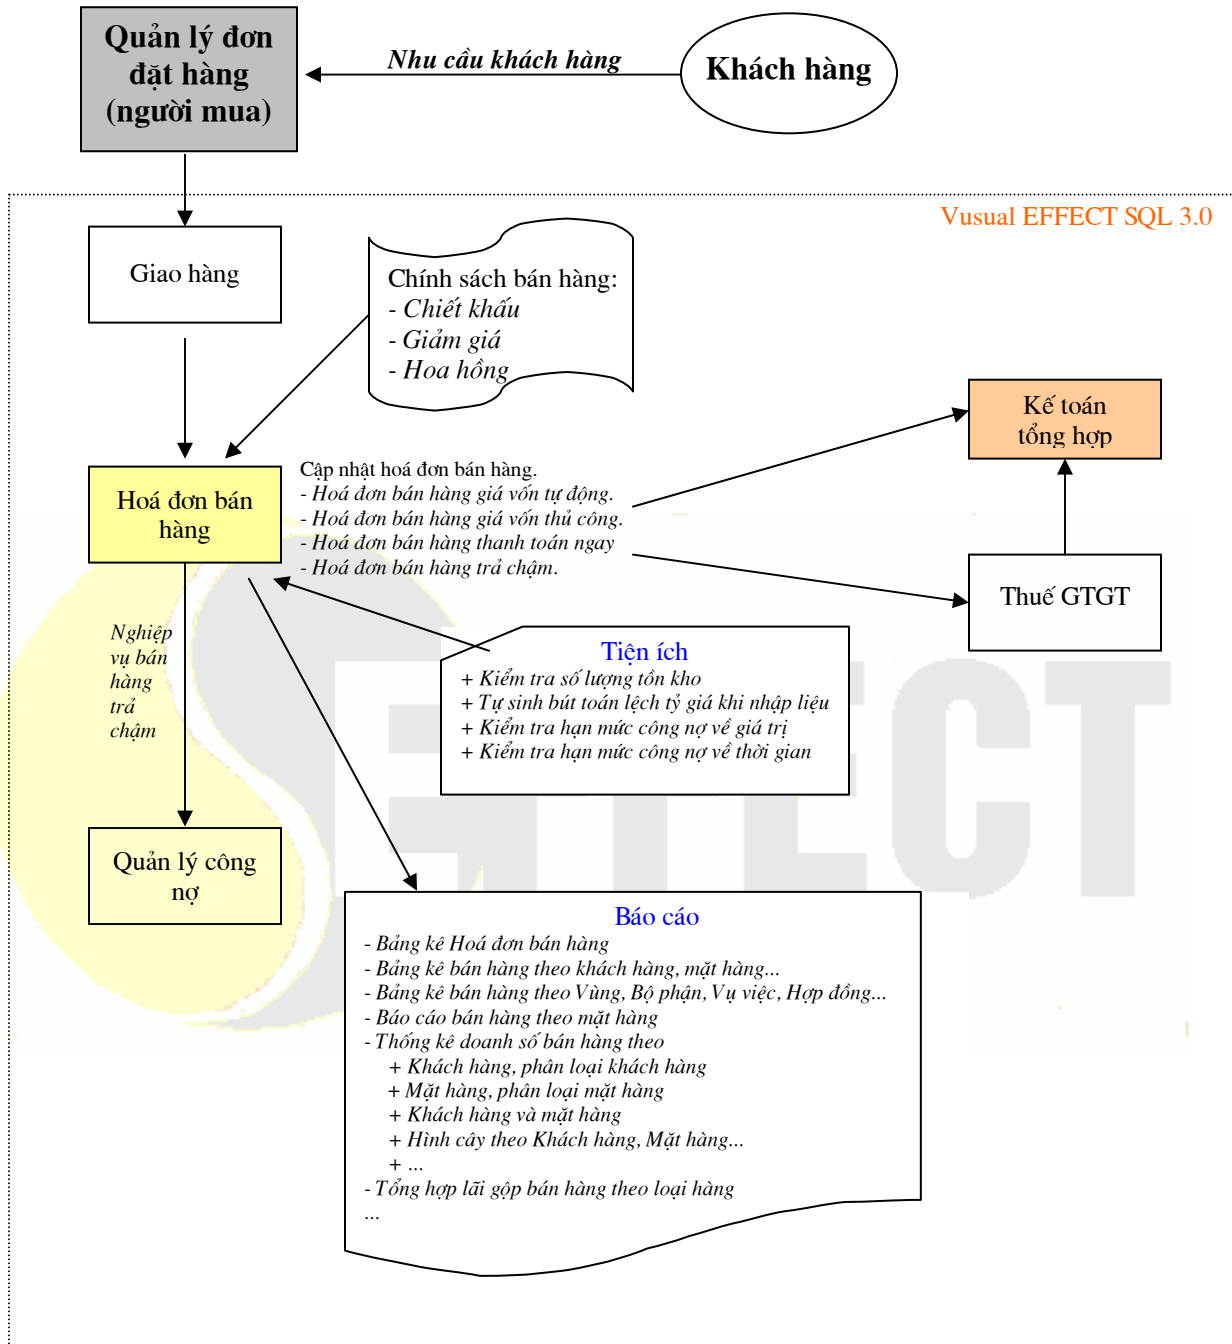 Quản lý đơn
đặt hàng
(người mua)
Nhu cầu khách hàng
Khách hàng
Vusual EFFECT SQL 3.0
Giao hàng
Chính sách bán hàng:
- Chiết khấu
- Giảm giá
- Hoa hồng
Kế toán
tổng hợp
Hoá đơn bán
hàng
Cập nhật hoá đơn bán hàng.
- Hoá đơn bán hàng giá vốn tự động.
- Hoá đơn bán hàng giá vốn thủ công.
- Hoá đơn bán hàng thanh toán ngay
- Hoá đơn bán hàng trả chậm.
Thuế GTGT
Nghiệp
vụ bán
hàng
trả
chậm
Tiện ích
+ Kiểm tra số lượng tồn kho
+ Tự sinh bút toán lệch tỷ giá khi nhập liệu
+ Kiểm tra hạn mức công nợ về giá trị
+ Kiểm tra hạn mức công nợ về thời gian
Quản lý công
nợ
Báo cáo
- Bảng kê Hoá đơn bán hàng
- Bảng kê bán hàng theo khách hàng, mặt hàng...
- Bảng kê bán hàng theo Vùng, Bộ phận, Vụ việc, Hợp đồng...
- Báo cáo bán hàng theo mặt hàng
- Thống kê doanh số bán hàng theo
+ Khách hàng, phân loại khách hàng
+ Mặt hàng, phân loại mặt hàng
+ Khách hàng và mặt hàng
+ Hình cây theo Khách hàng, Mặt hàng...
+ ...
- Tổng hợp lãi gộp bán hàng theo loại hàng
...
EFFECT